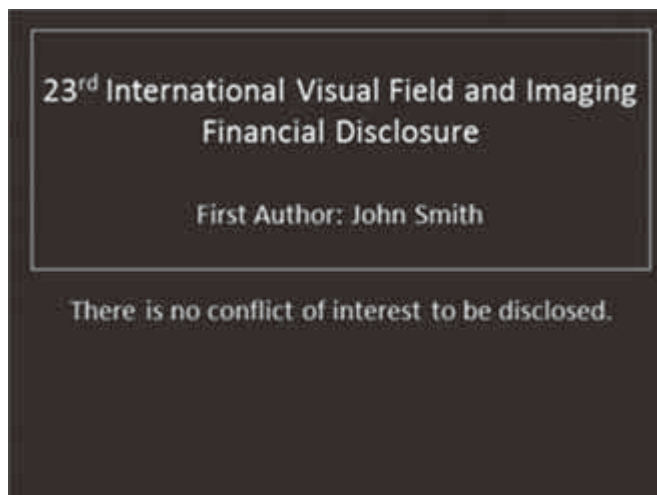 23rd International Visual Field and Imaging
Financial Disclosure
First Author: John Smith
There is no conflict of interest to be disclosed.